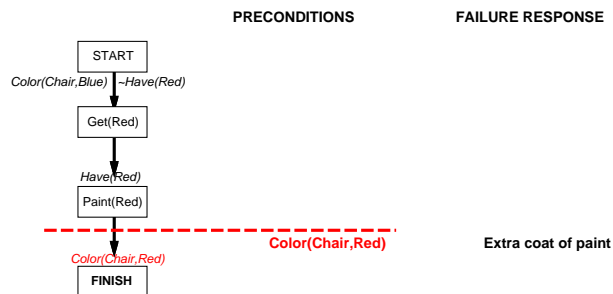 PRECONDITIONS FAILURE RESPONSE
START
Color(Chair,Blue) ~Have(Red)
Get(Red)
Have(Red)
Paint(Red)
Color(Chair,Red) Extra coat of paint
Color(Chair,Red)
FINISH